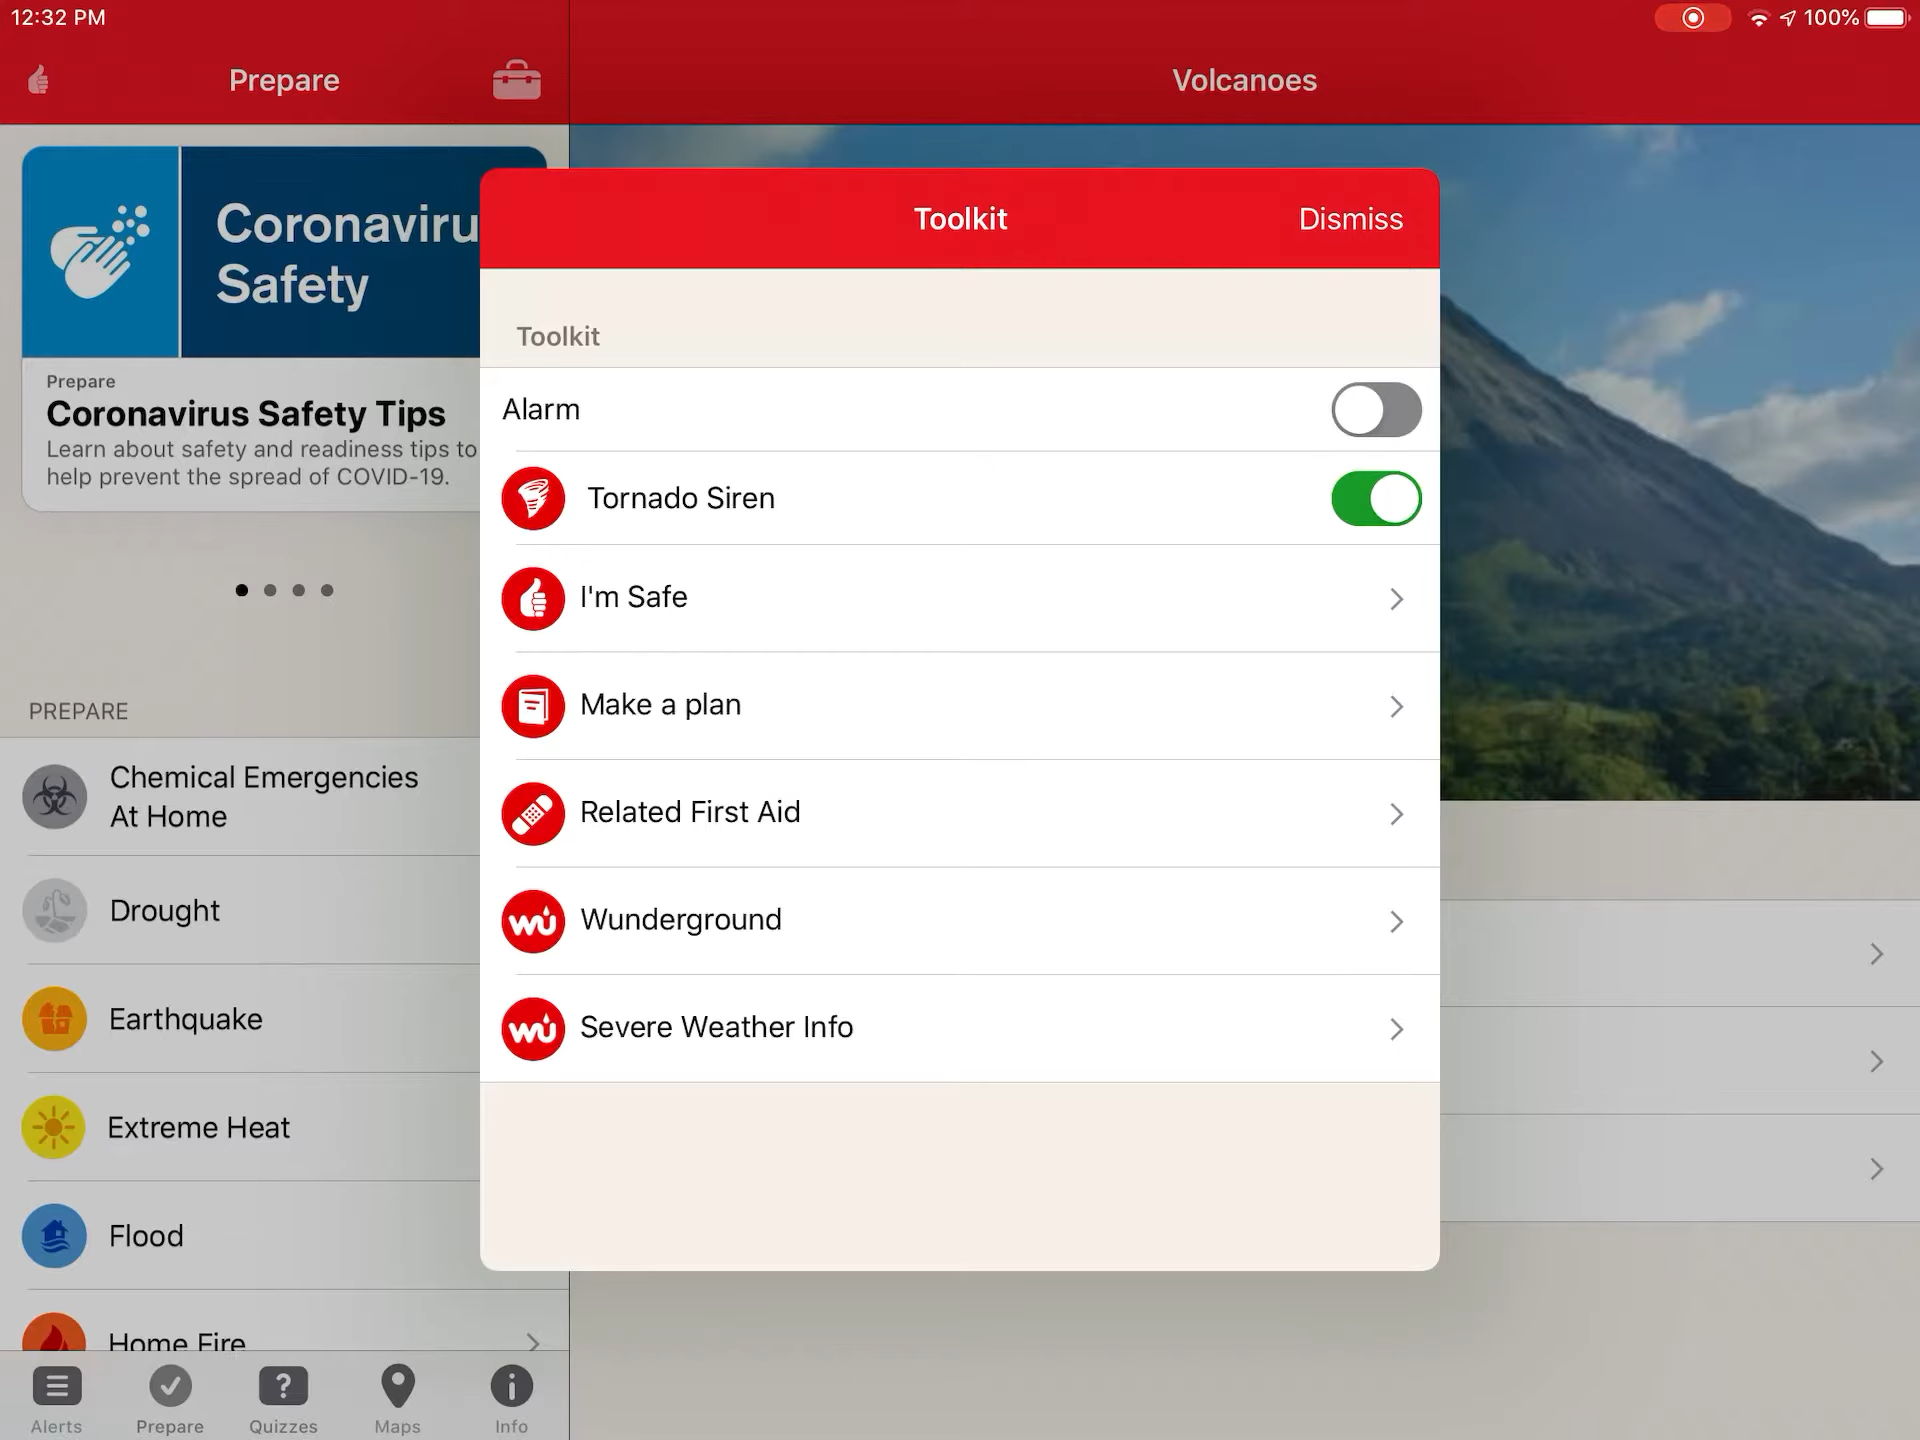 12:32 PM
100%
Prepare
Volcanoes
Coronaviru
Safety
Prepare
Coronavirus Safety Tips
Learn about safety and readiness tips to
help prevent the spread of COVID-19.
PREPARE
Chemical Emergencies
At Home
Drought
Earthquake
Extreme Heat
Flood
Home Fire
Alerts
Prepare
Quizzes
Maps
Info
Toolkit
Dismiss
Toolkit
Alarm
Tornado Siren
I'm Safe
Make a plan
Related First Aid
wu Wunderground
wu Severe Weather Info